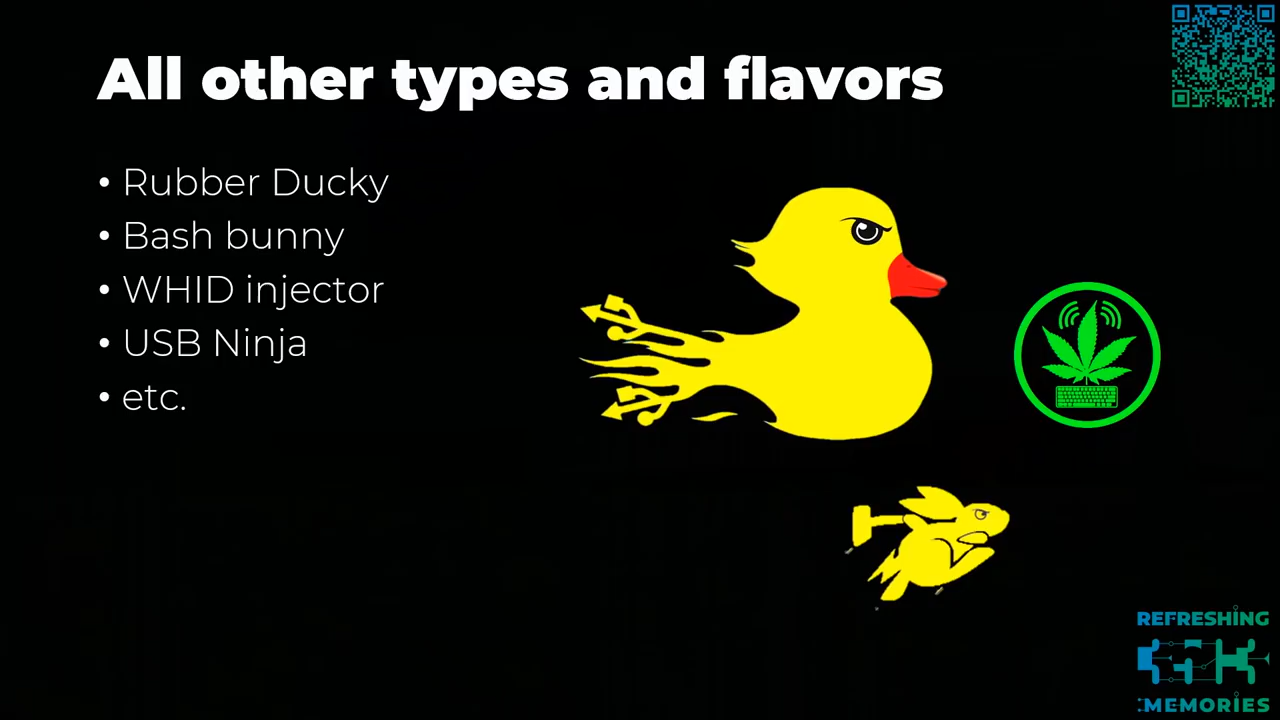 All other types and flavors
• Rubber Ducky
• Bash bunny
• WHID injector
• USB Ninja
• etc.
REFRESHING
:MEMORIES